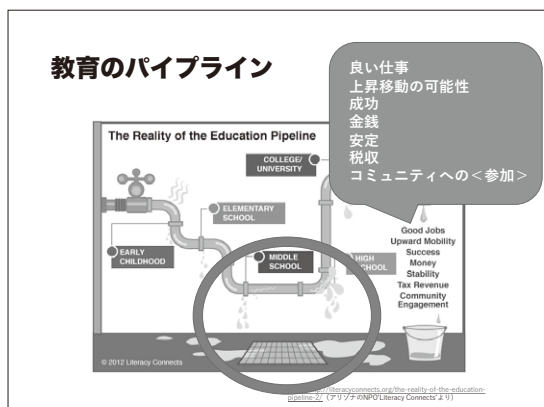 教育のパイプライン
良い仕事
上昇移動の可能性
成功
金銭
安定
税収
コミュニティへの<参加>
The Reality of the Education Pipeline
COLLEGE/
UNIVERSITY
ELEMENTARY
SCHOOL
EARLY
CHILDHOOD
MIDDLE
SCHOOL
HIGH
SCHOOL
Good Jobs
Upward Mobility
Success
Money
Stability
Tax Revenue
Community
Engagement
© 2012 Literacy Connects
//literacyconnects.org/the-reality-of-the-education-
pipeline-2/ (アリゾナのNPO'Literacy Connects'より)